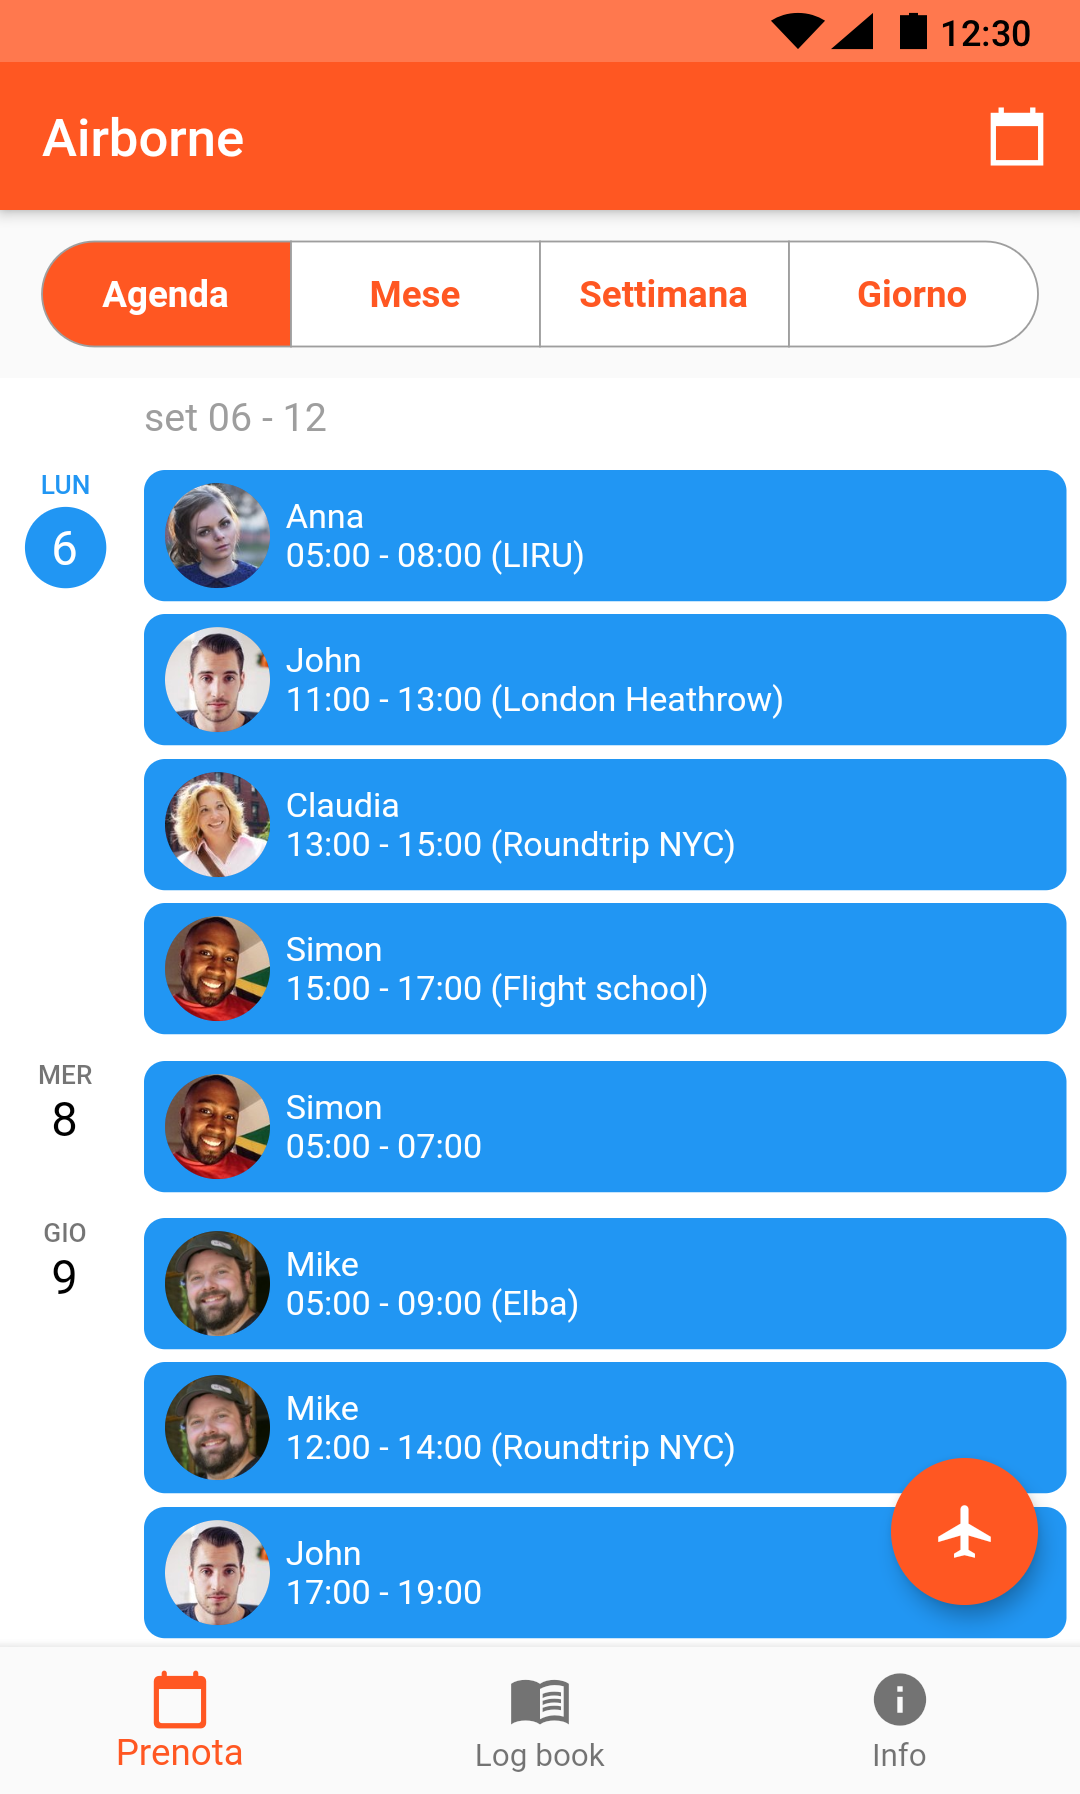 12:30
Airborne
Agenda
Mese
Settimana
Giorno
set 06 - 12
LUN
6
Anna
05:00 - 08:00 (LIRU)
John
11:00 - 13:00 (London Heathrow)
Claudia
13:00 - 15:00 (Roundtrip NYC)
Simon
15:00 - 17:00 (Flight school)
MER
8
Simon
05:00 - 07:00
GIO
9
Mike
05:00 - 09:00 (Elba)
Mike
12:00 - 14:00 (Roundtrip NYC)
John
17:00 - 19:00
Prenota
Log book
Info